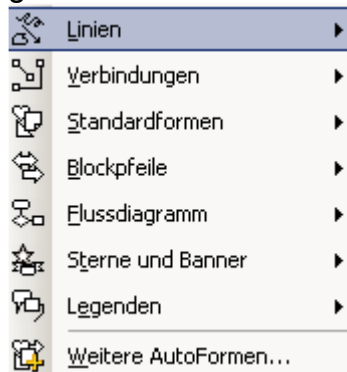 Linien
Verbindungen
Standardformen
Blockpfeile
Flussdiagramm
Sterne und Banner
Legenden
Weitere AutoFormen...